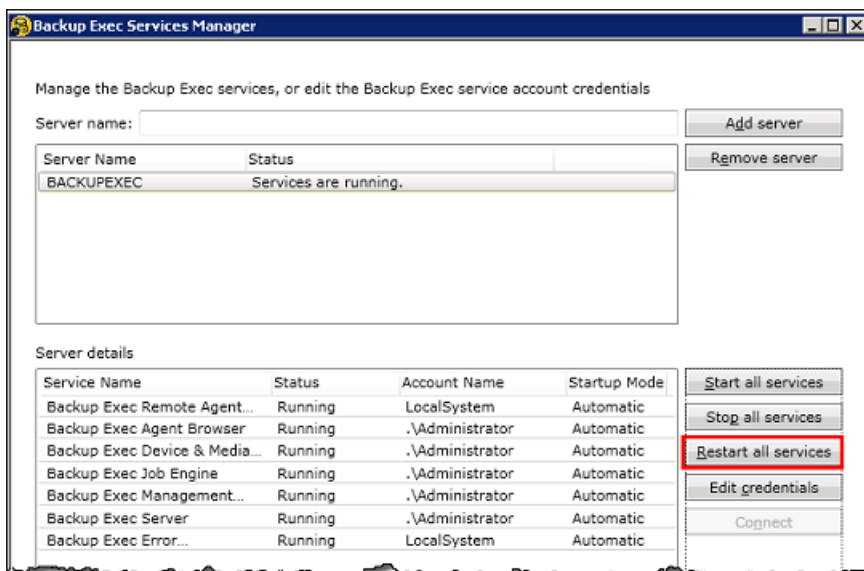 Backup Exec Services Manager
Manage the Backup Exec services, or edit the Backup Exec service account credentials
Server name:
Add server
Server Name Status
Remove server
BACKUPEXEC Services are running.
Server details
Service Name Status Account Name Startup Mode
Start all services
Backup Exec Remote Agent... Running LocalSystem Automatic
Backup Exec Agent Browser Running .\Administrator Automatic
Stop all services
Backup Exec Device & Media... Running .\Administrator Automatic
Restart all services
Backup Exec Job Engine Running .\Administrator Automatic
Backup Exec Management... Running .\Administrator Automatic
Edit credentials
Backup Exec Server Running .\Administrator Automatic
Connect
Backup Exec Error... Running LocalSystem Automatic